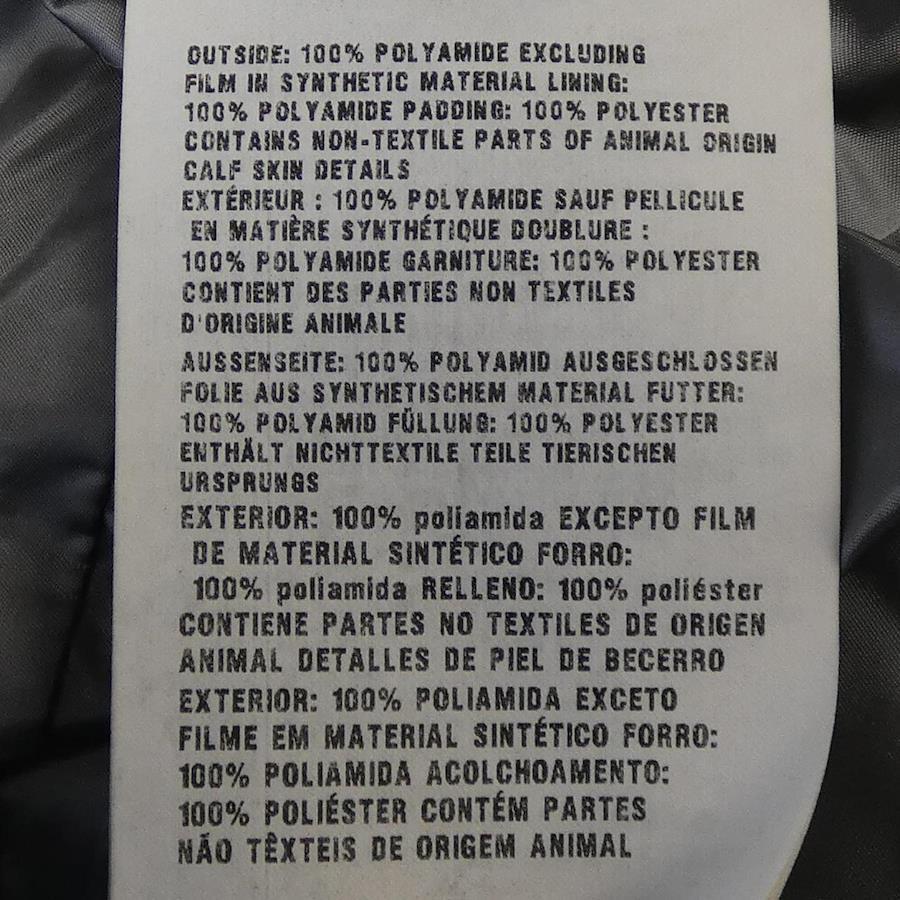 OUTSIDE: 100% POLYAMIDE EXCLUDING
FILM IN SYNTHETIC MATERIAL LINING:
100% POLYAMIDE PADDING: 100% POLYESTER
CONTAINS NON-TEXTILE PARTS OF ANIMAL ORIGIN
CALF SKIN DETAILS
EXTÉRIEUR : 100% POLYAMIDE SAUF PELLICULE
EN MATIÈRE SYNTHÉTIQUE DOUBLURE :
100% POLYAMIDE GARNITURE: 100% POLYESTER
CONTIENT DES PARTIES NON TEXTILES
D'ORIGINE ANIMALE
AUSSENSEITE: 100% POLYAMID AUSGESCHLOSSEN
FOLIE AUS SYNTHETISCHEM MATERIAL FUTTER:
100% POLYAMID FÜLLUNG: 100% POLYESTER
ENTHÄLT NICHTTEXTILE TEILE TIERISCHEN
URSPRUNGS
EXTERIOR: 100% poliamida EXCEPTO FILM
DE MATERIAL SINTÉTICO FORRO:
100% poliamida RELLENO: 100% poliéster
CONTIENE PARTES NO TEXTILES DE ORIGEN
ANIMAL DETALLES DE PIEL DE BECERRO
EXTERIOR: 100% POLIAMIDA EXCETO
FILME EM MATERIAL SINTÉTICO FORRO:
100% POLIAMIDA ACOLCHOAMENTO:
100% POLIÉSTER CONTÉM PARTES
NÃO TÊXTEIS DE ORIGEM ANIMAL